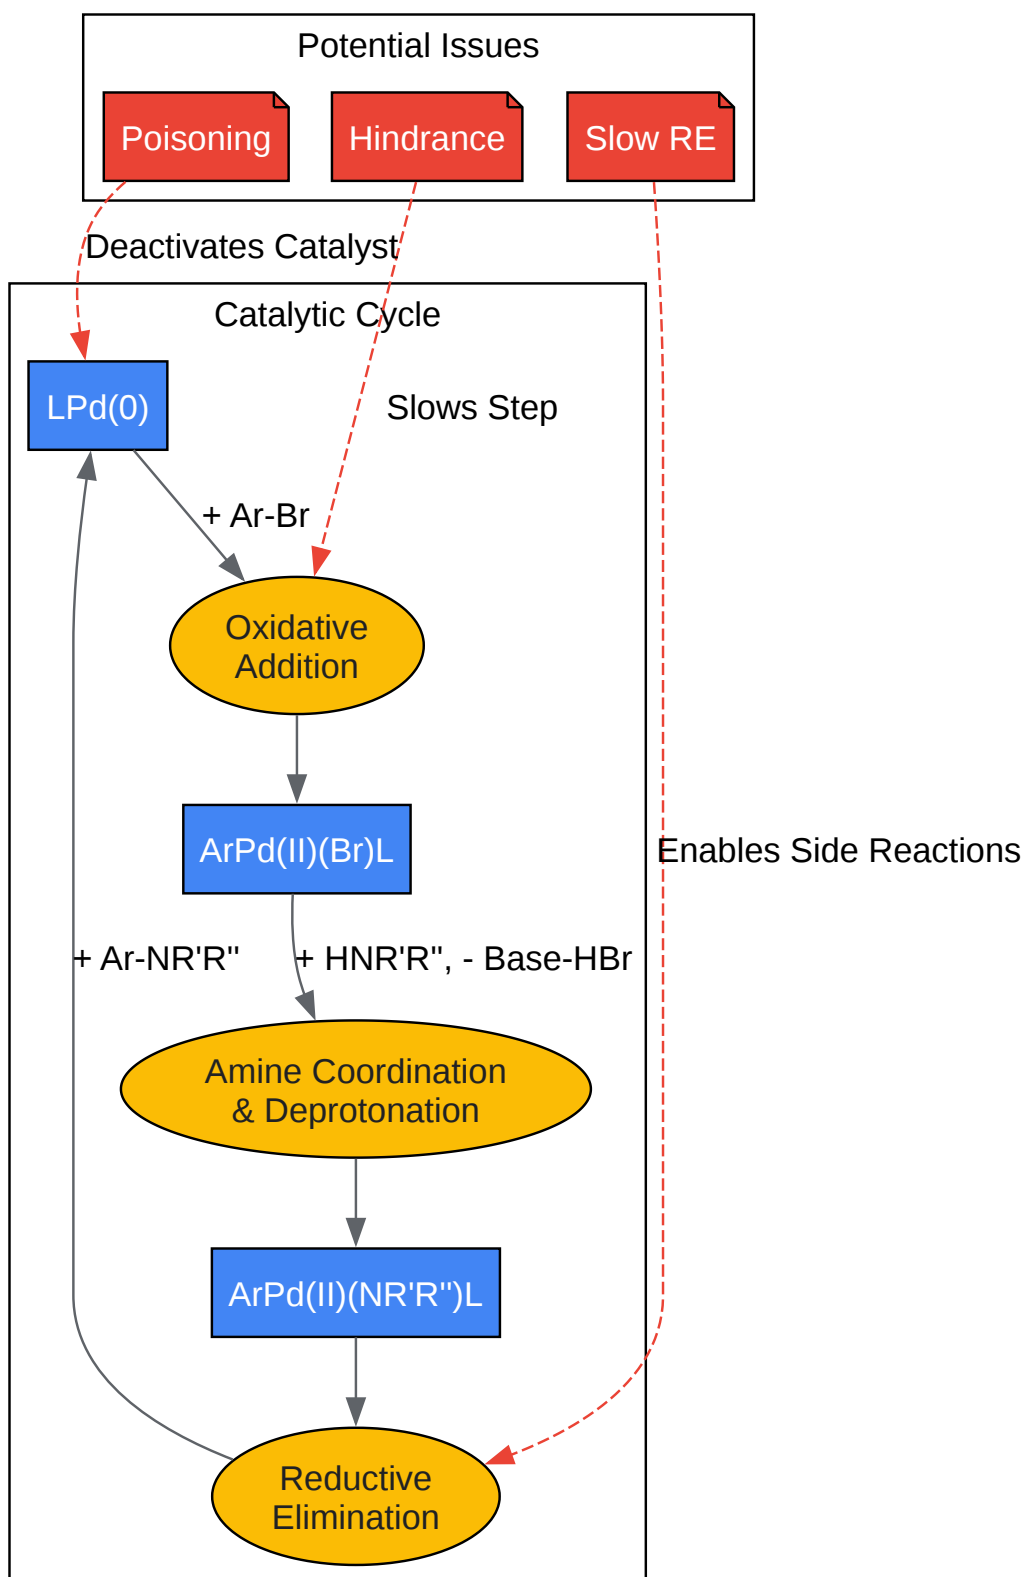 Potential Issues
Poisoning
Hindrance
Slow RE
Deactivates Catalyst
Catalytic Cycle
LPd(0)
Slows Step
+ Ar-Br
Oxidative
Addition
ArPd(II)(Br)L
Enables Side Reactions
+ Ar-NR'R"
+ HNR'R", - Base-HBr
Amine Coordination
& Deprotonation
ArPd(II)(NR'R")L
Reductive
Elimination